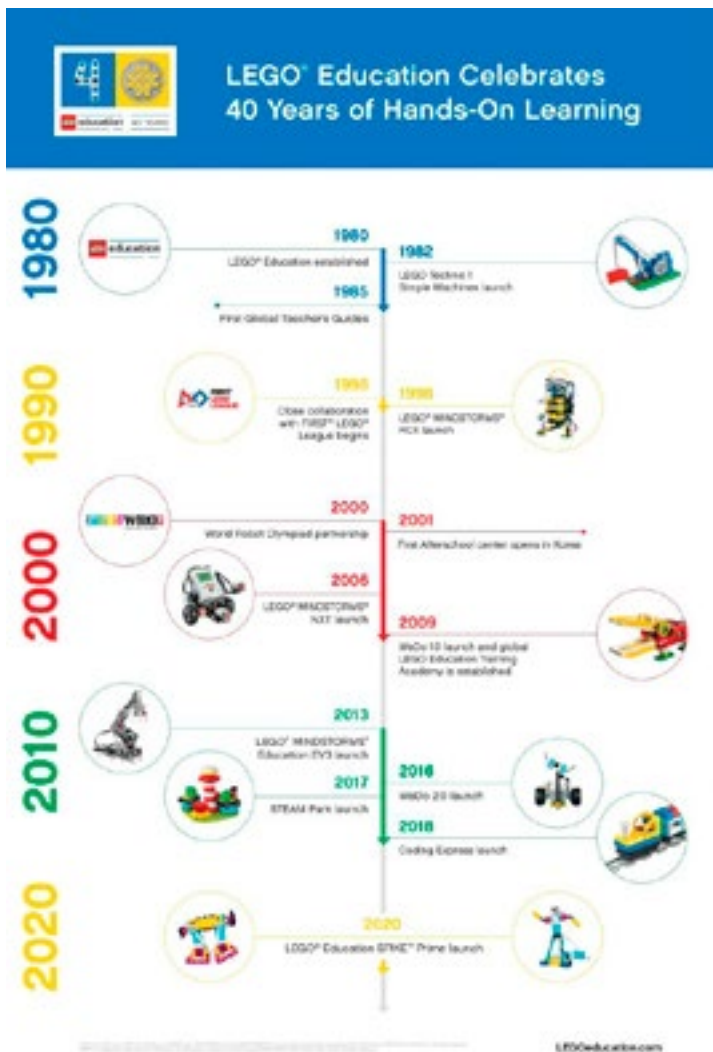 LEGO® Education Celebrates
40 Years of Hands-On Learning
education
1980
education
1980
LEGO® Education established
1982
LEGO Technic I
Simple Machines launch
1985
First Global Teacher's Guides
1990
FIRST
LEGO
LEAGUE
Close collaboration
with FIRST® LEGO®
League begins
1998
LEGO® MINDSTORMS®
RCX launch
2000
2000
World Robot Olympiad partnership
2001
First Afterschool center opens in Korea
2006
LEGO® MINDSTORMS®
NXT launch
2009
WeDo 1.0 launch and global
LEGO Education Training
Academy is established
2010
2013
LEGO® MINDSTORMS®
Education EV3 launch
2016
WeDo 2.0 launch
2017
STEAM Park launch
2018
Coding Express launch
2020
2020
LEGO® Education SPIKE™ Prime launch
LEGOeducation.com